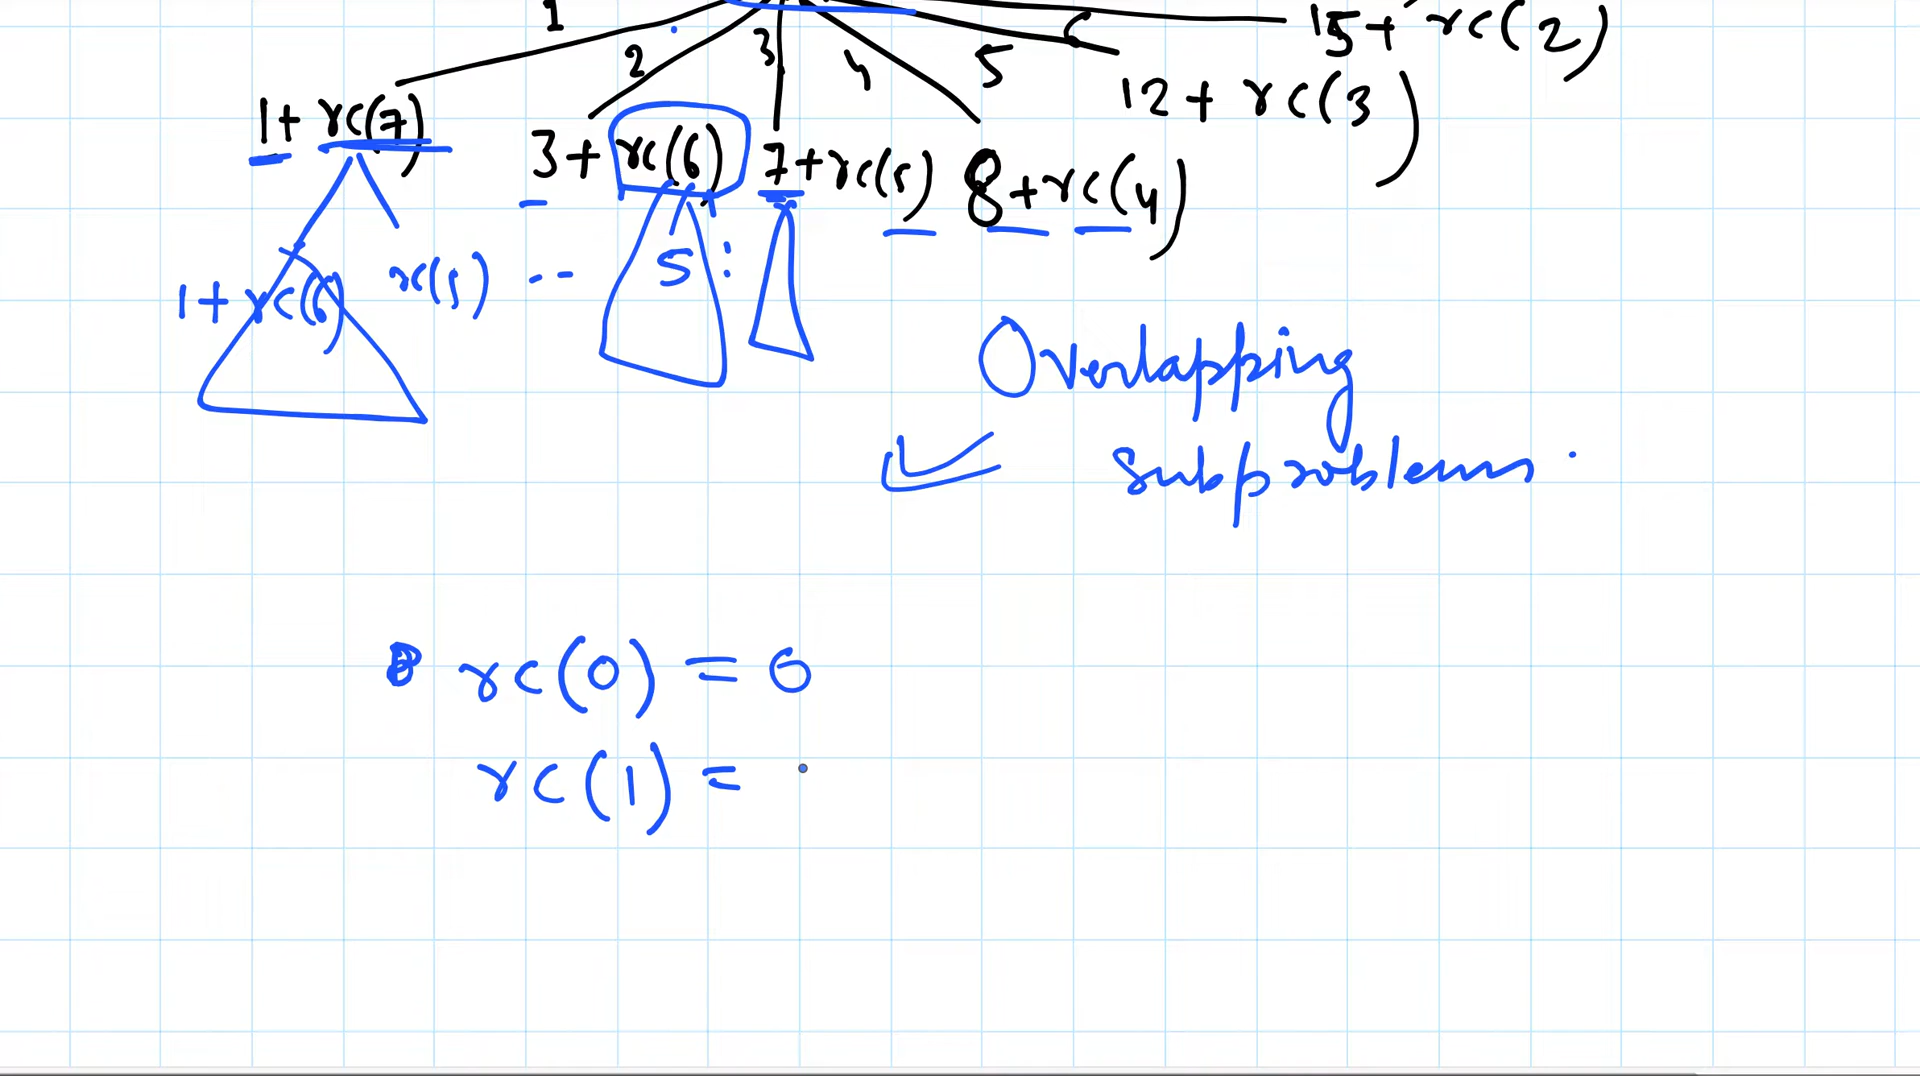 1 2 3 4 5 6
15+ rc(2)
12 + rc(3)
1+ rc(7)
3+ rc(6) 7+rc(5) 8+rc(4)
1+ rc(6) rc(5) -- 5 :
Overlapping
subproblems.
rc(0) = 0
rc(1) =